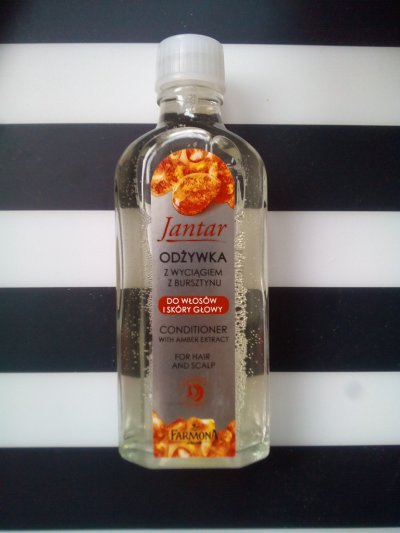 Jantar
ODŻYWKA
Z WYCIĄGIEM
Z BURSZTYNU
DO WŁOSÓW
I SKÓRY GŁOWY
CONDITIONER
WITH AMBER EXTRACT
FOR HAIR
AND SCALP
FARMONA